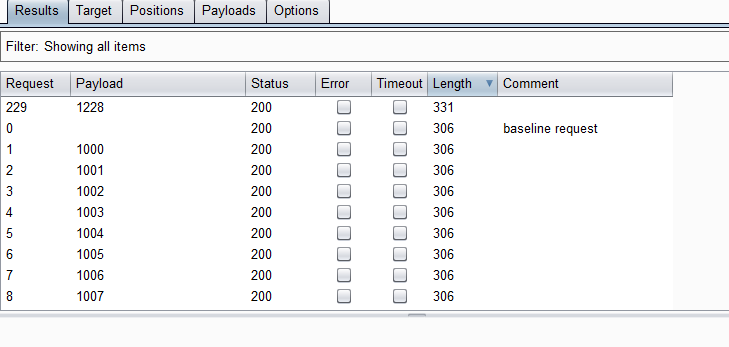 Results Target Positions Payloads Options
Filter: Showing all items
Request Payload Status Error Timeout Length Comment
229 1228 200 331
0 200 306 baseline request
1 1000 200 306
2 1001 200 306
3 1002 200 306
4 1003 200 306
5 1004 200 306
6 1005 200 306
7 1006 200 306
8 1007 200 306